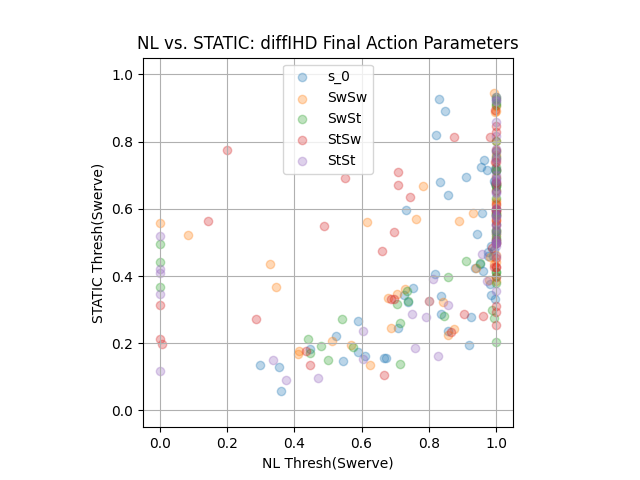 NL vs. STATIC: diffIHD Final Action Parameters
s_0
SwSw
SwSt
StSw
StSt
1.0
0.8
0.6
0.4
0.2
0.0
STATIC Thresh(Swerve)
0.0 0.2 0.4 0.6 0.8 1.0
NL Thresh(Swerve)